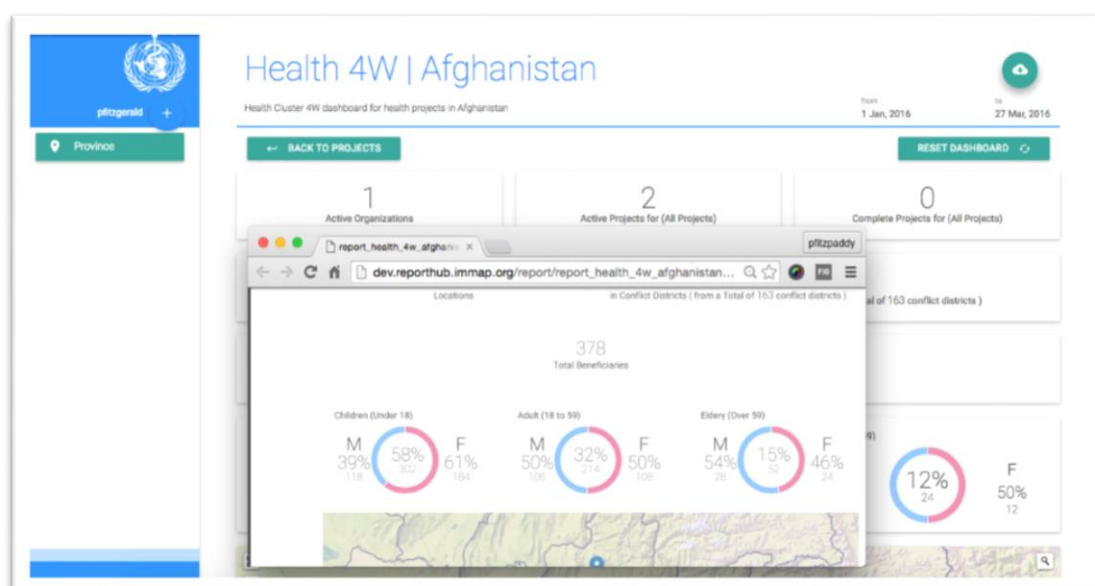 Health 4W | Afghanistan
Health Cluster 4W dashboard for health projects in Afghanistan
from
1 Jan, 2016
to
27 Mar, 2016
pfitzgerald +
Province
BACK TO PROJECTS
RESET DASHBOARD
1
Active Organizations
2
Active Projects for (All Projects)
0
Complete Projects for (All Projects)
report_health_4w_afghanis
pfitzpaddy
dev.reporthub.immap.org/report/report_health_4w_afghanistan...
Locations
in Conflict Districts ( from a Total of 163 conflict districts )
al of 163 conflict districts )
378
Total Beneficiaries
Children (Under 18)
M
39%
118
58%
302
F
61%
184
Adult (18 to 59)
M
50%
106
32%
214
F
50%
108
Eldery (Over 59)
M
54%
28
15%
52
F
46%
24
9)
12%
24
F
50%
12